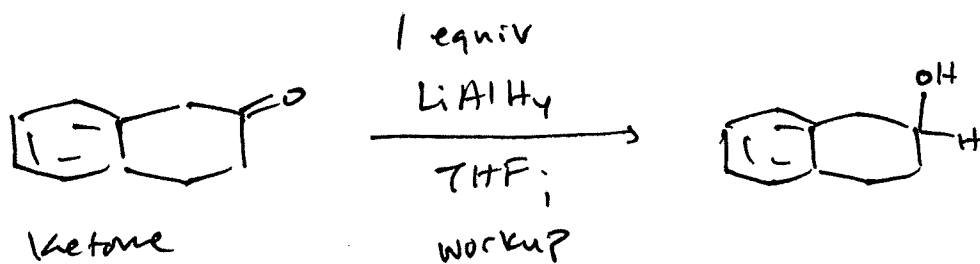 1 equiv
LiAlH4
THF;
workup
O
Ketone
OH
H